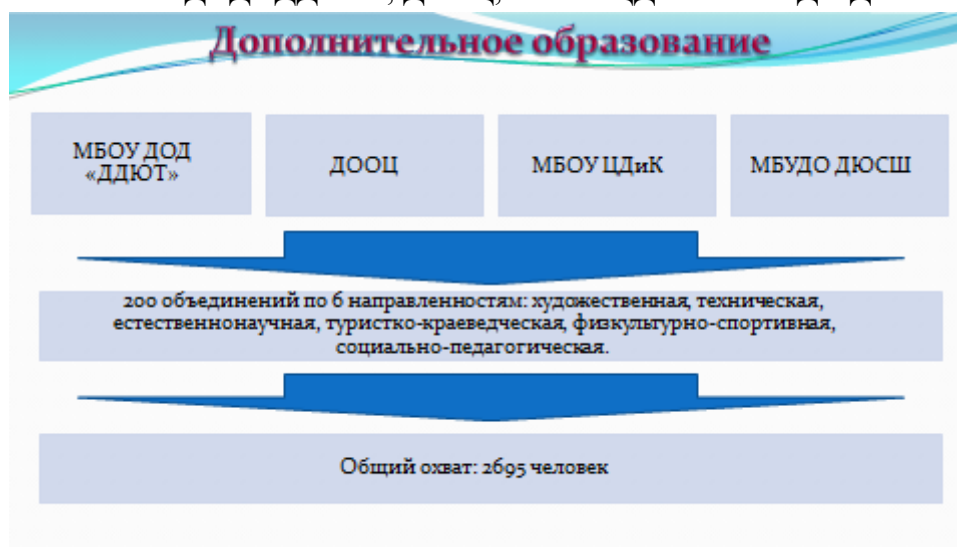 Дополнительное образование
МБОУ ДОД
«ДДЮТ»
ДООЦ
МБОУ ЦДиК
МБУДО ДЮСШ
200 объединений по 6 направленностям: художественная, техническая,
естественнонаучная, туристко-краеведческая, физкультурно-спортивная,
социально-педагогическая.
Общий охват: 2695 человек